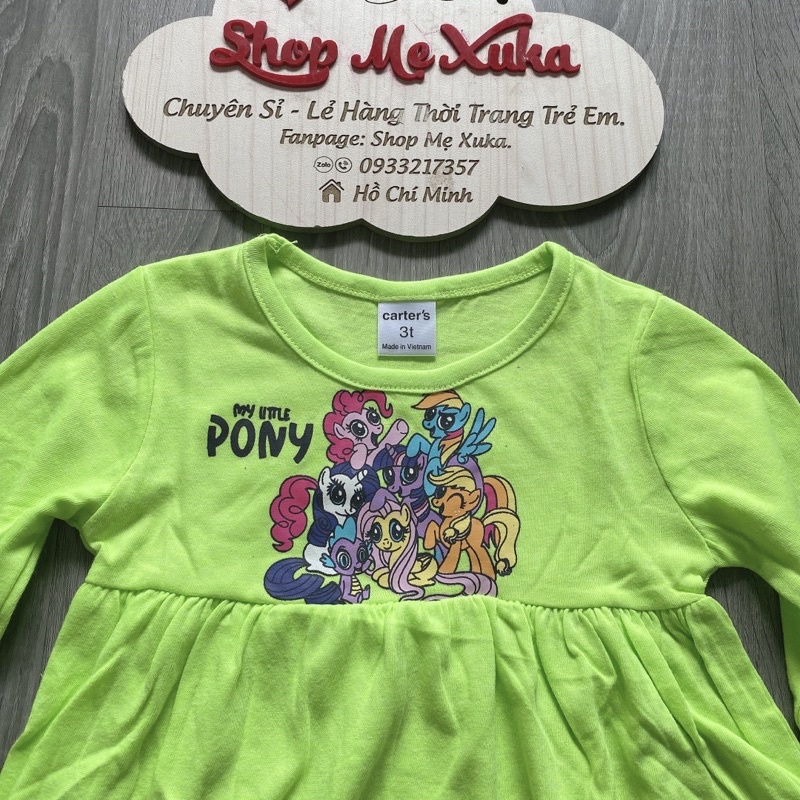 Shop Mẹ Xuka
Chuyên Sỉ - Lẻ Hàng Thời Trang Trẻ Em.
Fanpage: Shop Mẹ Xuka.
Zalo 0933217357
Hồ Chí Minh
carter's
3t
Made in Vietnam
MY LITTLE
PONY